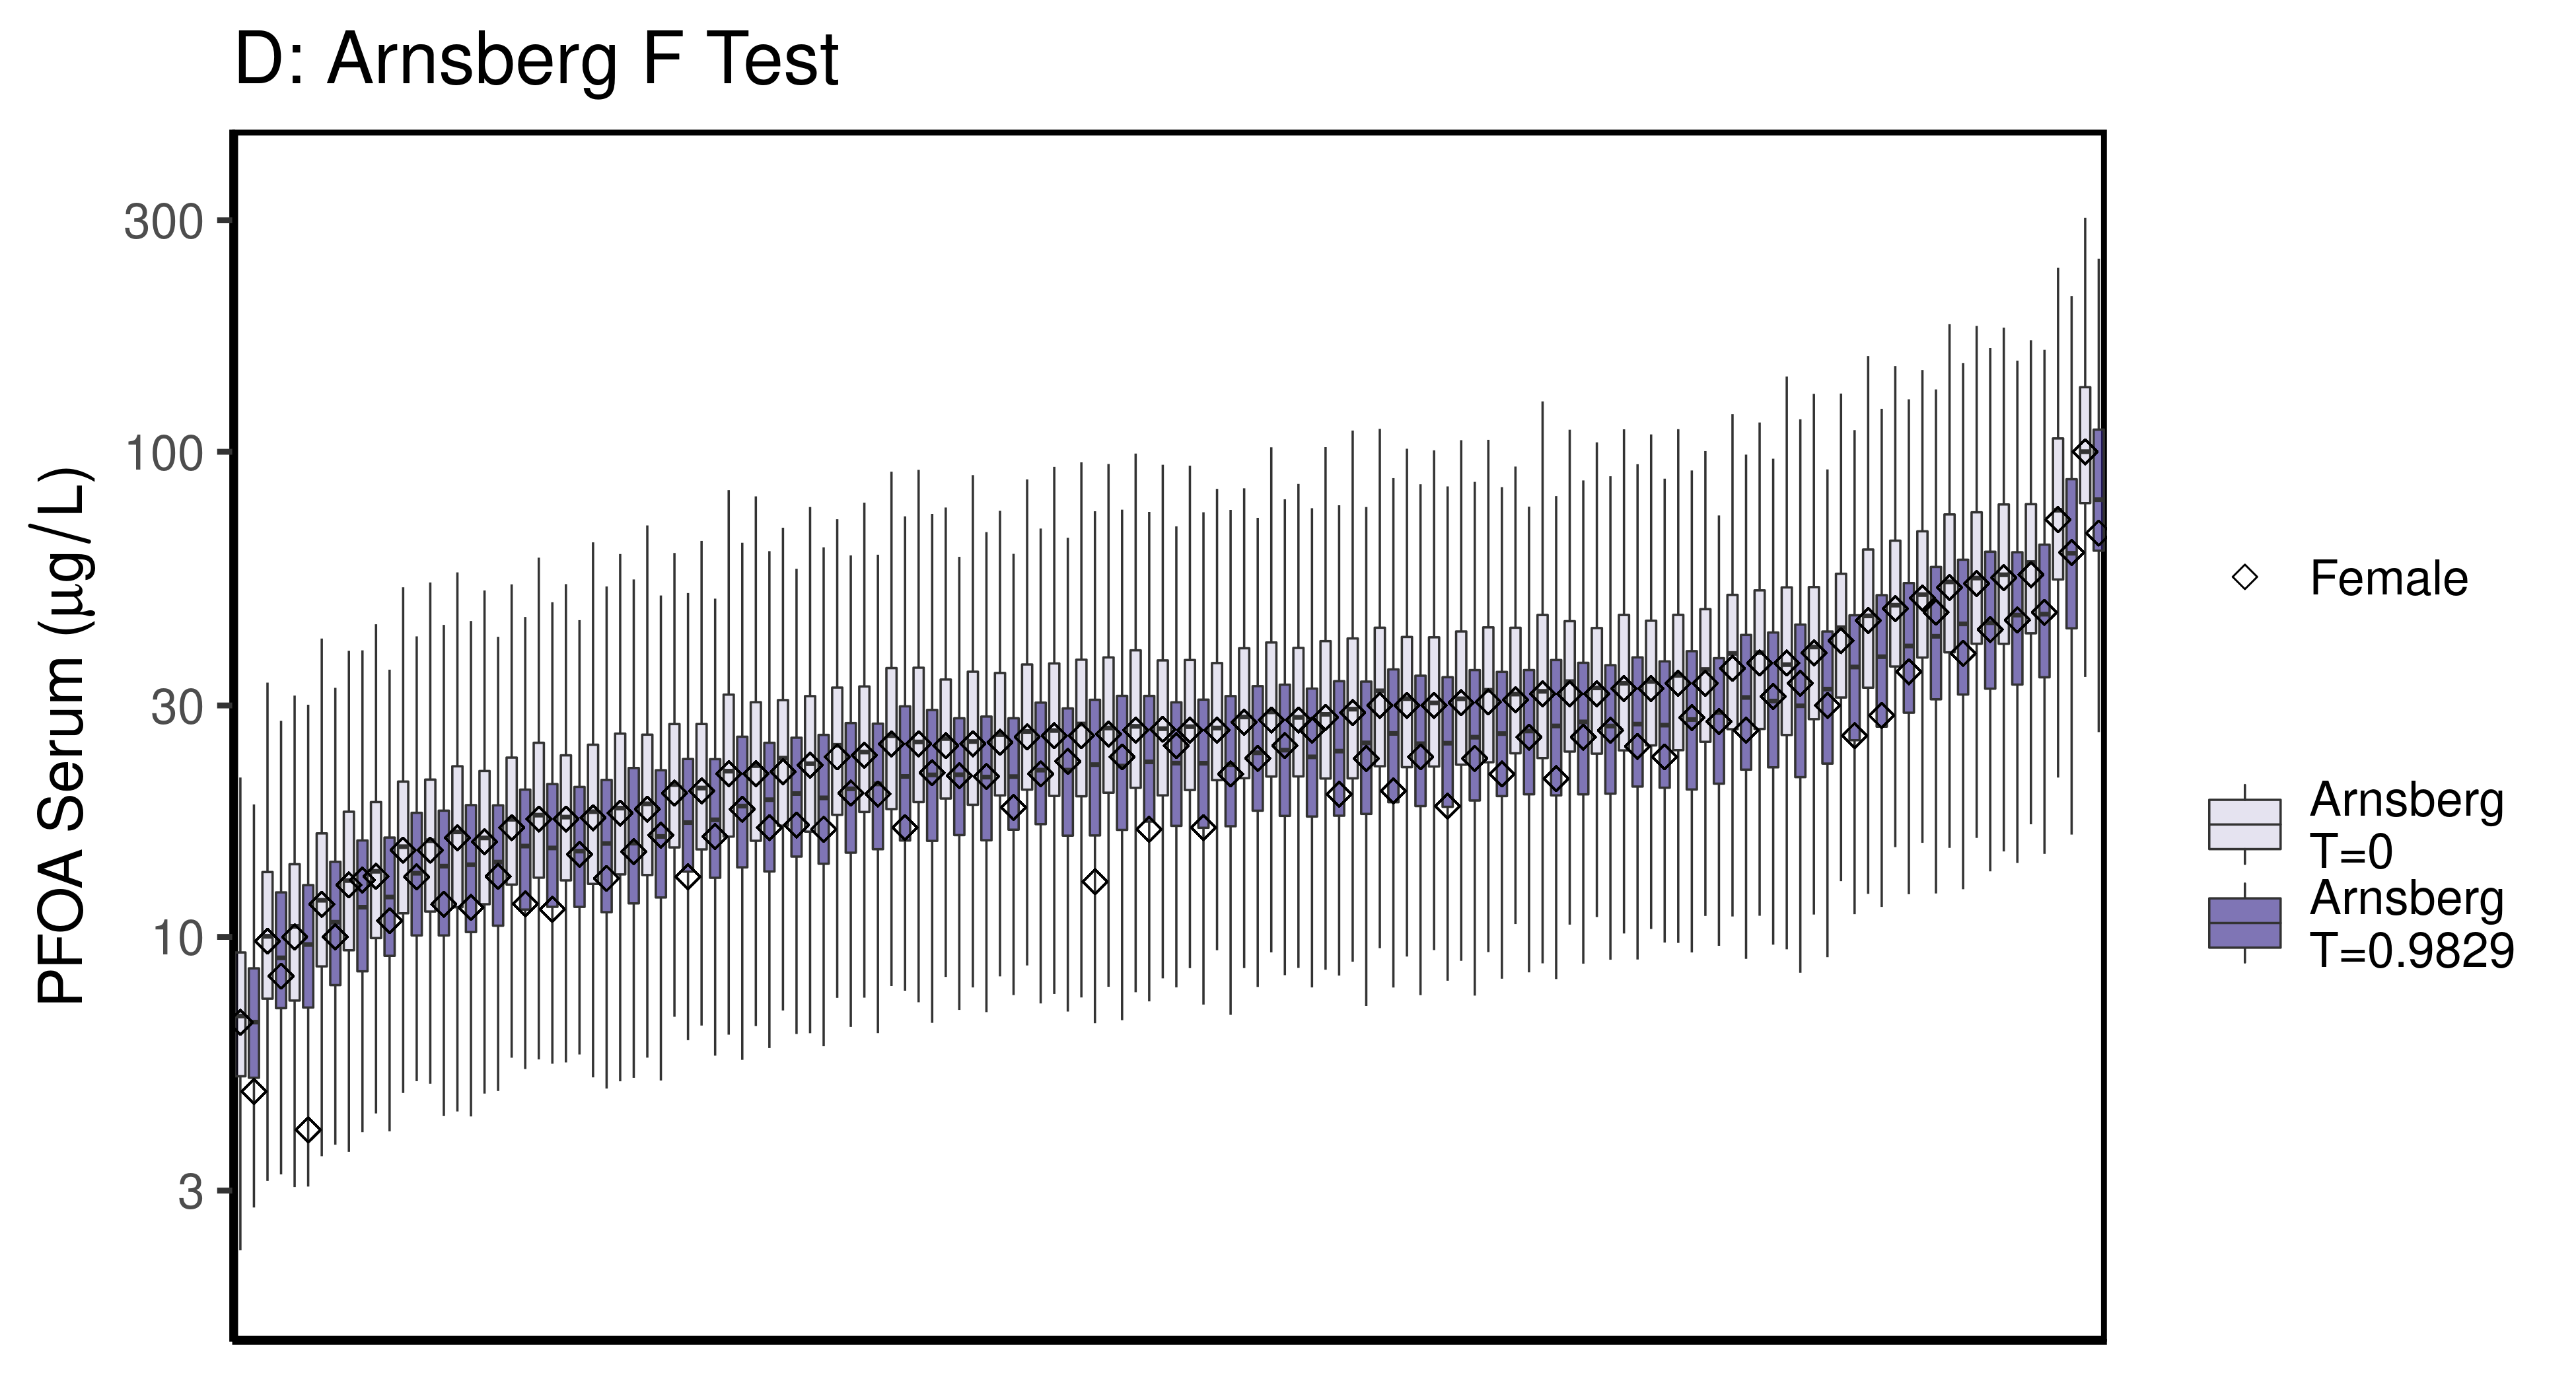 D: Arnsberg F Test
300
100
30
10
3
PFOA Serum (μg/L)
Female
Arnsberg
T=0
Arnsberg
T=0.9829